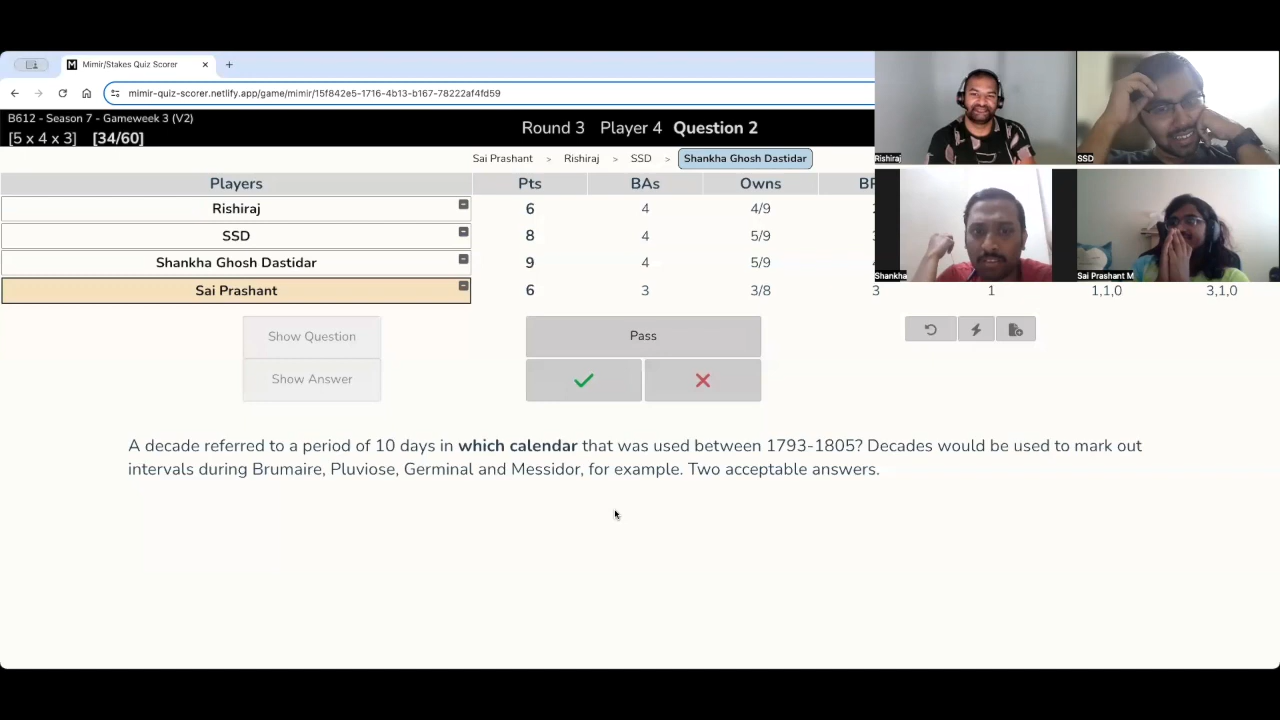 Mimir/Stakes Quiz Scorer
mimir-quiz-scorer.netlify.app/game/mimir/15f842e5-1716-4b13-b167-78222af4fd59
B612 - Season 7 - Gameweek 3 (V2)
[5 x 4 x 3] [34/60]
Round 3 Player 4 Question 2
Sai Prashant > Rishiraj > SSD > Shankha Ghosh Dastidar
Players Pts BAs Owns
Rishiraj 6 4 4/9
SSD 8 4 5/9
Shankha Ghosh Dastidar 9 4 5/9
Sai Prashant 6 3 3/8 3 1 1,1,0 3,1,0
Rishiraj
SSD
Shankha
Sai Prashant M
Show Question
Pass
Show Answer
A decade referred to a period of 10 days in which calendar that was used between 1793-1805? Decades would be used to mark out
intervals during Brumaire, Pluviose, Germinal and Messidor, for example. Two acceptable answers.